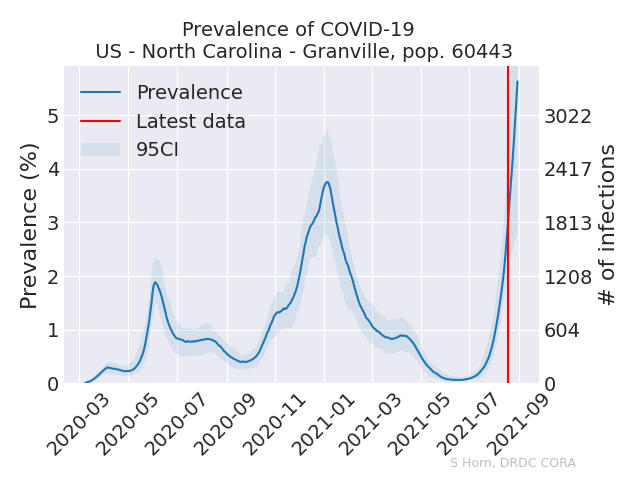 Prevalence of COVID-19
US - North Carolina - Granville, pop. 60443
Prevalence
Latest data
95CI
Prevalence (%)
5
4
3
2
1
0
3022
2417
1813
1208
604
0
# of infections
2020-03
2020-05
2020-07
2020-09
2020-11
2021-01
2021-03
2021-05
2021-07
2021-09
S Horn, DRDC CORA